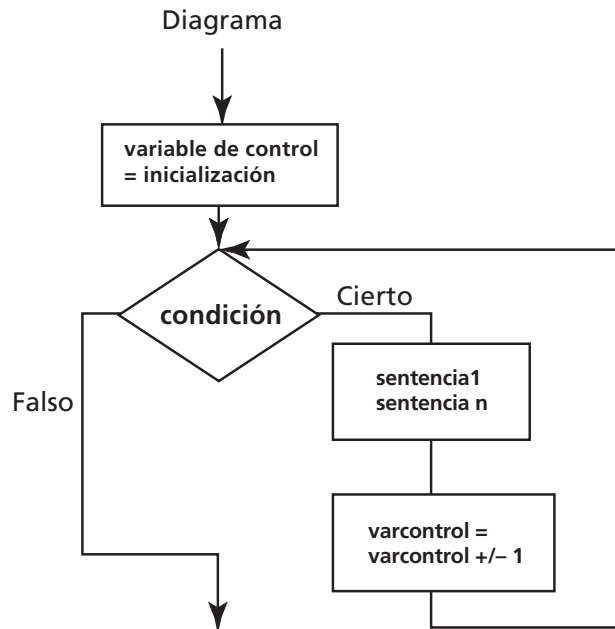 Diagrama
variable de control
= inicialización
condición
Cierto
Falso
sentencia1
sentencia n
varcontrol =
varcontrol +/– 1